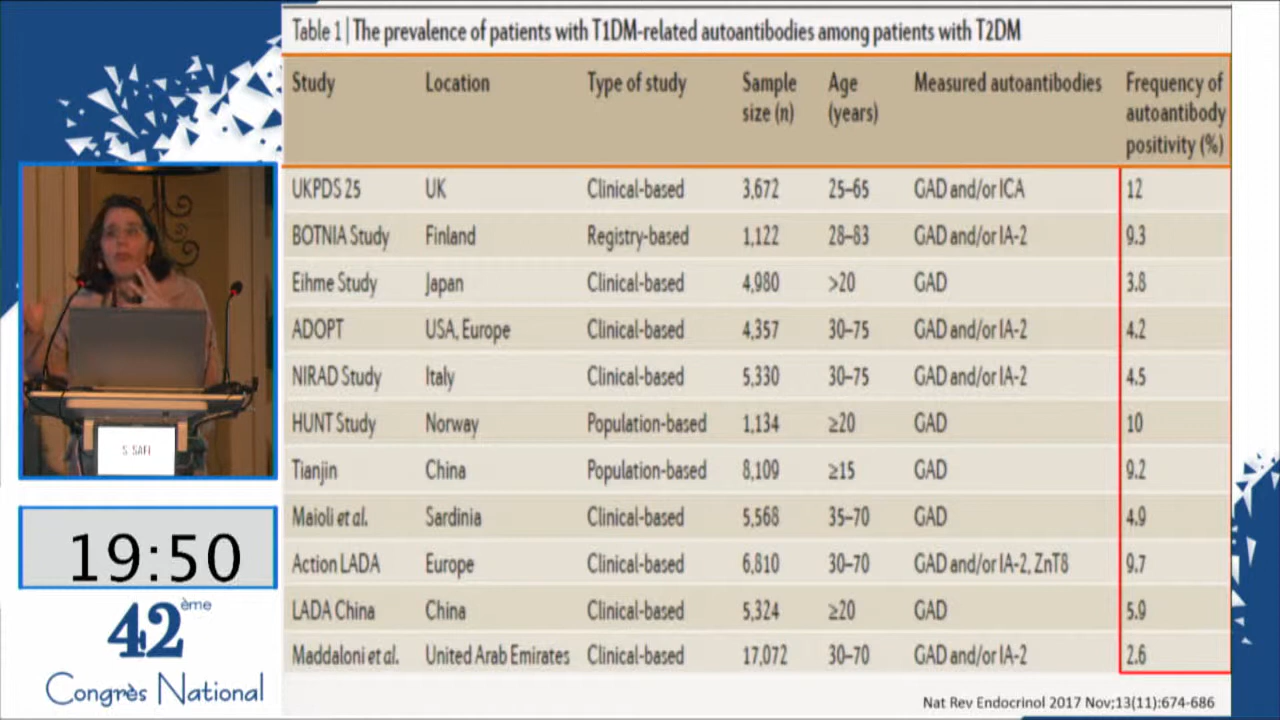 Table 1 | The prevalence of patients with T1DM-related autoantibodies among patients with T2DM
Study Location Type of study Sample size (n) Age (years) Measured autoantibodies Frequency of autoantibody positivity (%)
UKPDS 25 UK Clinical-based 3,672 25–65 GAD and/or ICA 12
BOTNIA Study Finland Registry-based 1,122 28–83 GAD and/or IA-2 9.3
Eihme Study Japan Clinical-based 4,980 >20 GAD 3.8
ADOPT USA, Europe Clinical-based 4,357 30–75 GAD and/or IA-2 4.2
NIRAD Study Italy Clinical-based 5,330 30–75 GAD and/or IA-2 4.5
HUNT Study Norway Population-based 1,134 ≥20 GAD 10
Tianjin China Population-based 8,109 ≥15 GAD 9.2
Maioli et al. Sardinia Clinical-based 5,568 35–70 GAD 4.9
Action LADA Europe Clinical-based 6,810 30–70 GAD and/or IA-2, ZnT8 9.7
LADA China China Clinical-based 5,324 ≥20 GAD 5.9
Maddaloni et al. United Arab Emirates Clinical-based 17,072 30–70 GAD and/or IA-2 2.6
Nat Rev Endocrinol 2017 Nov;13(11):674-686
S. SAFI
19:50
42ème
Congrès National